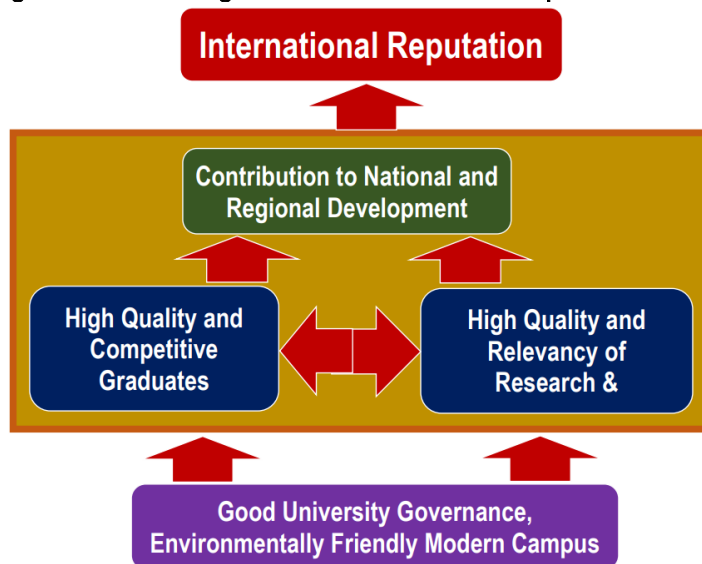 International Reputation
Contribution to National and
Regional Development
High Quality and
Competitive
Graduates
High Quality and
Relevancy of
Research &
Good University Governance,
Environmentally Friendly Modern Campus